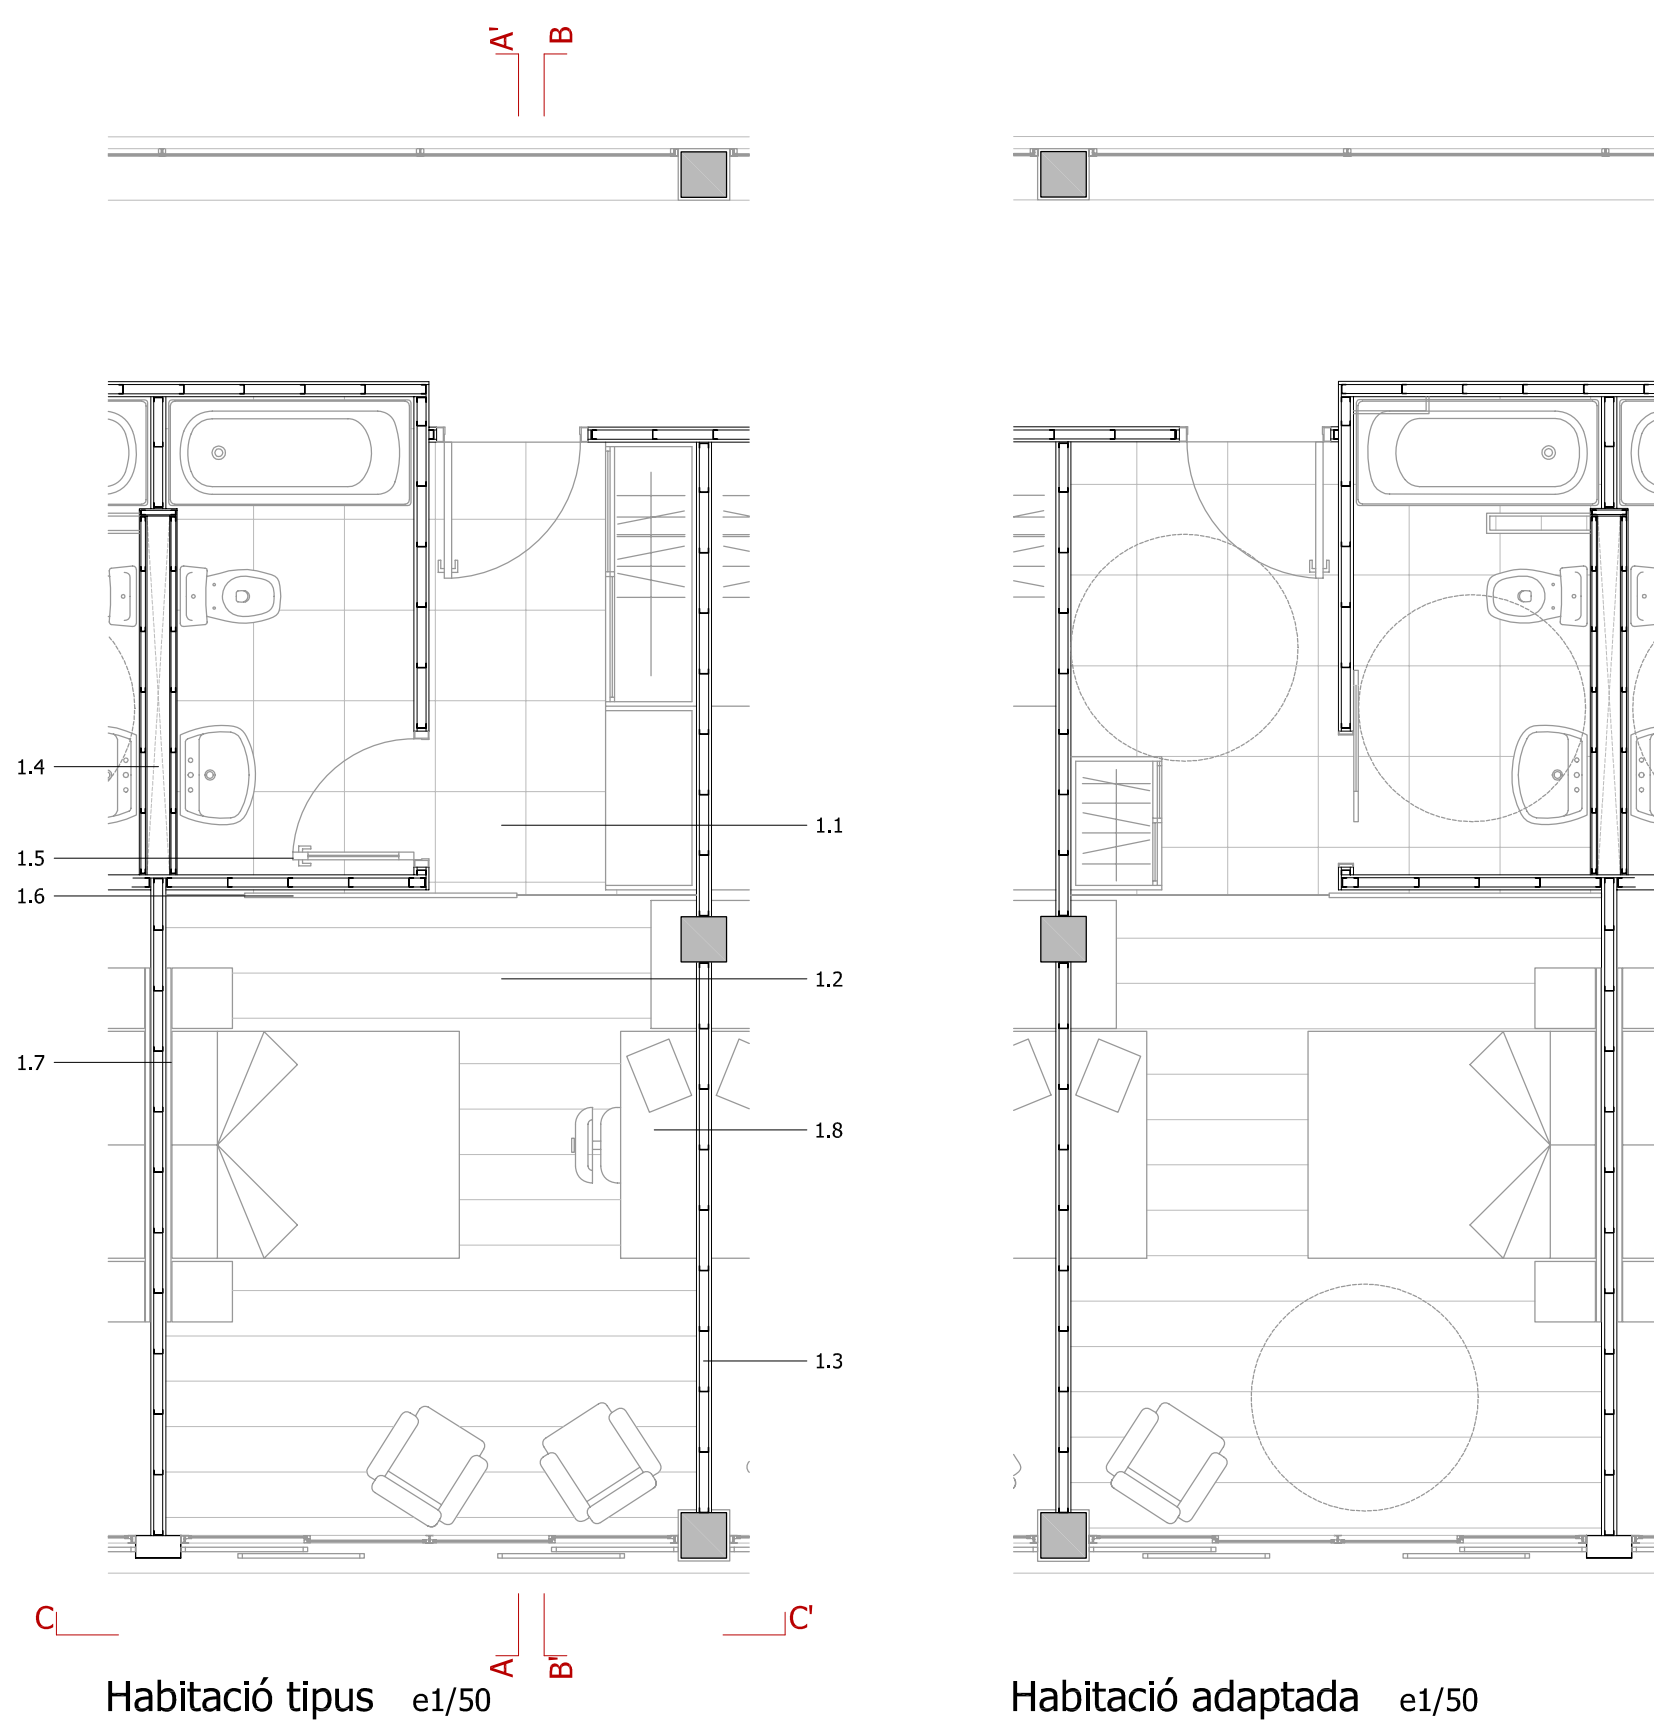 A' B
1.4
1.1
1.5
1.6
1.2
1.7
1.8
1.3
C C'
A B'
Habitació tipus e1/50
Habitació adaptada e1/50